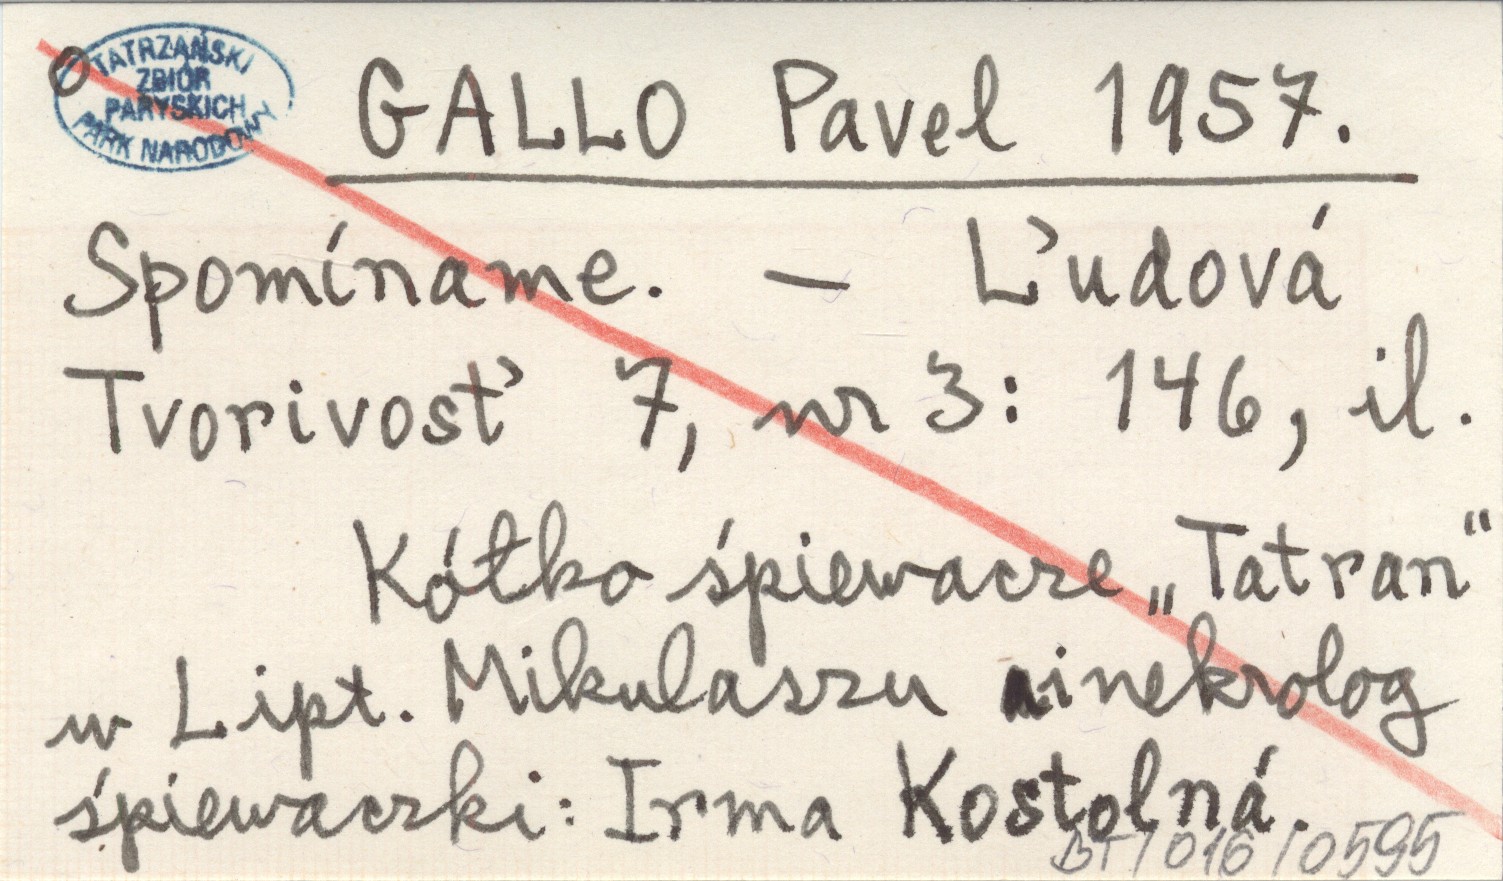 TATRZAŃSKI
ZBIÓR
PARYSKICH
PARK NARODOWY
GALLO Pavel 1957.
Spomíname. — Ľudová
Tvorivosť 7, nr 3: 146, il.
Kółko śpiewacze „Tatran“
w Lipt. Mikulaszu i nekrolog
śpiewaczki: Irma Kostolná.
BT/016/0595